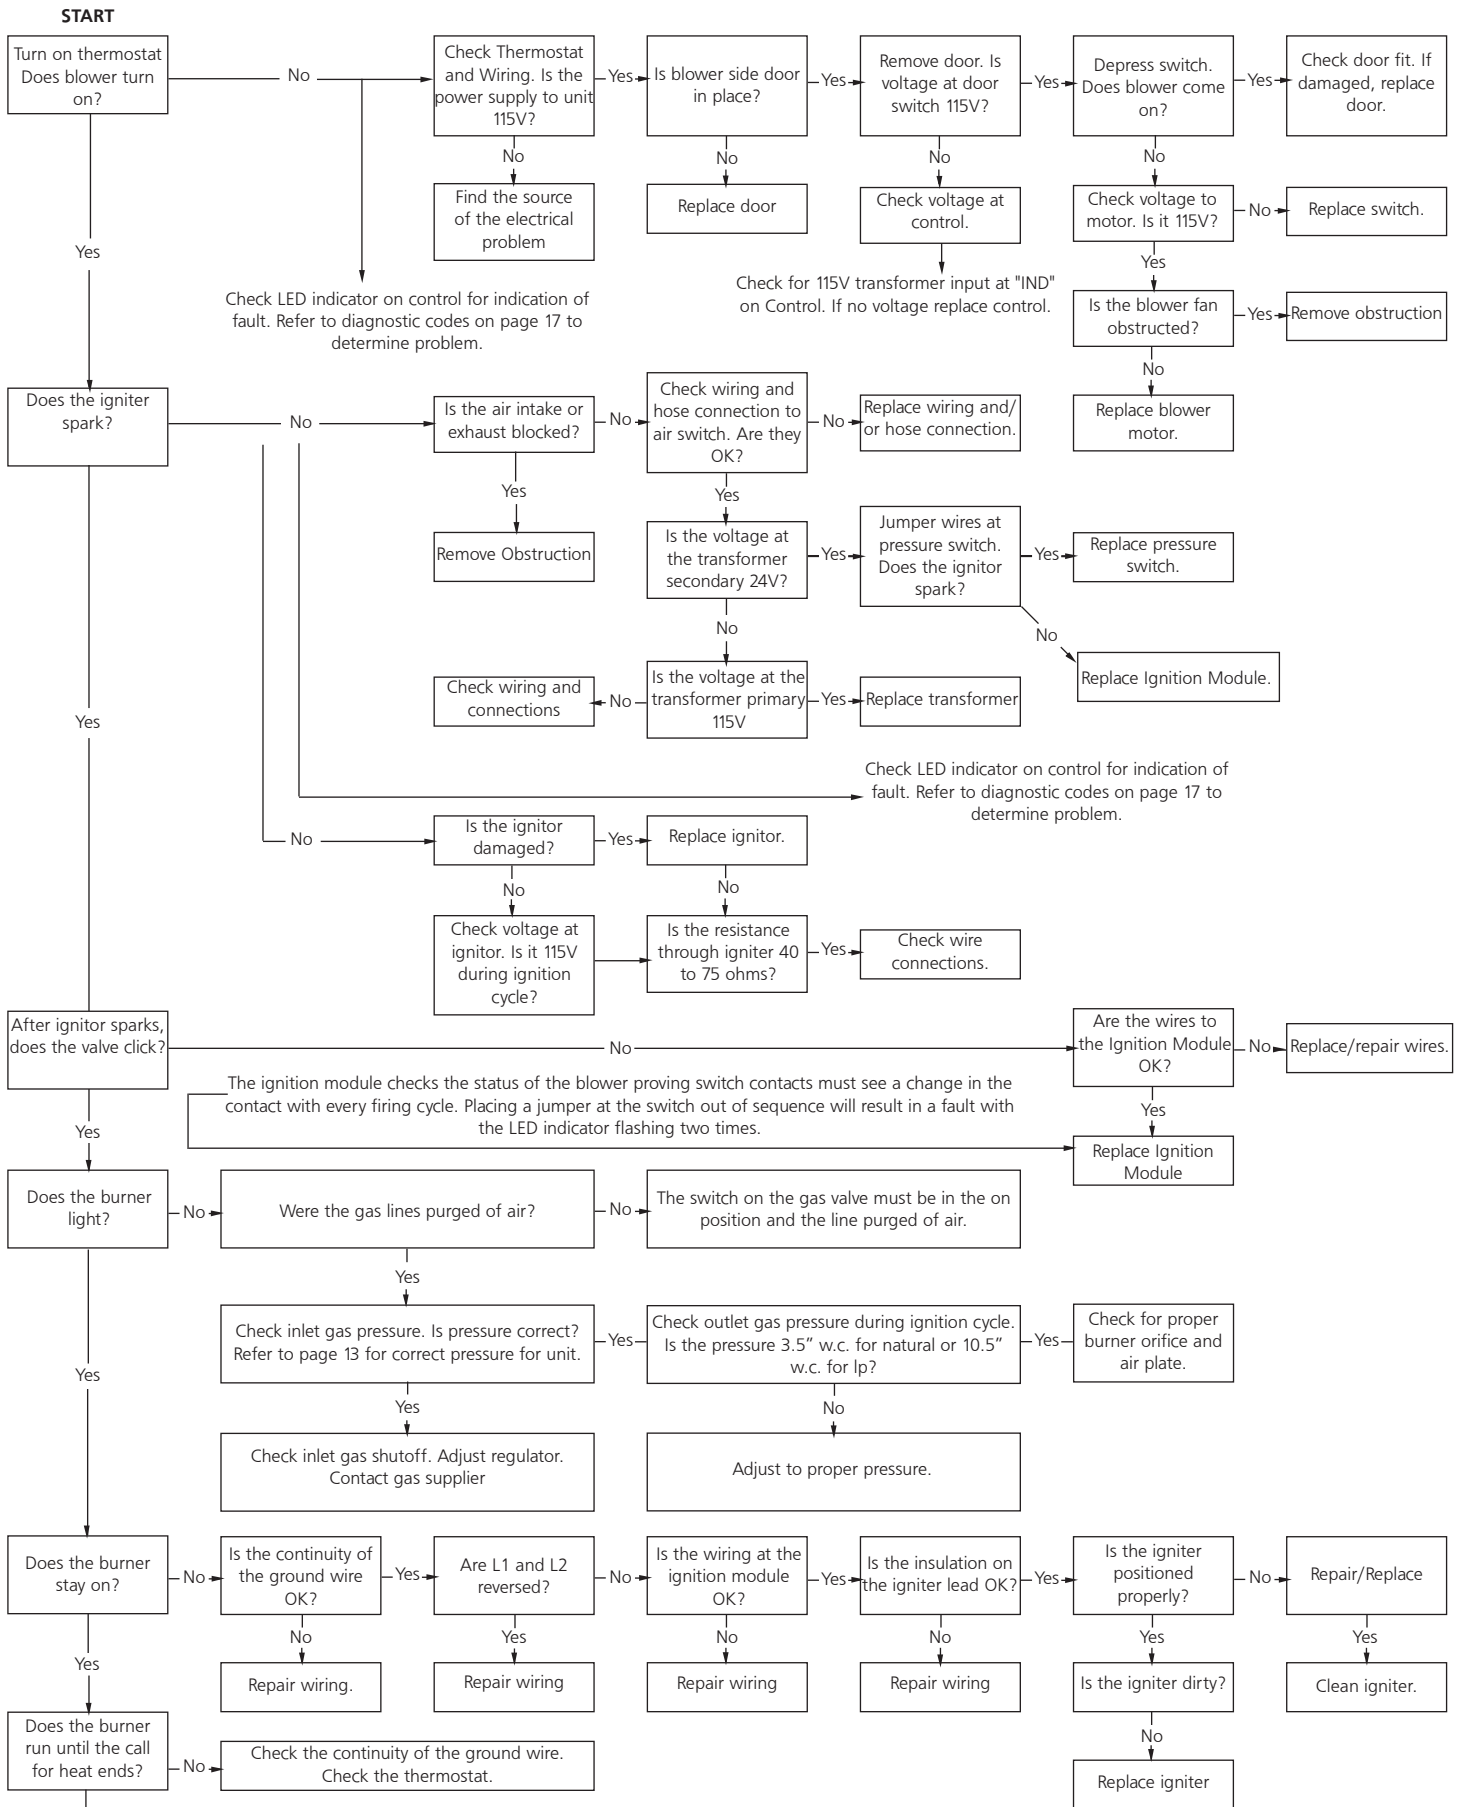 START
Turn on thermostat
Does blower turn
on?
No
Check Thermostat
and Wiring. Is the
power supply to unit
115V?
Yes
Is blower side door
in place?
Yes
Remove door. Is
voltage at door
switch 115V?
Yes
Depress switch.
Does blower come
on?
Yes
Check door fit. If
damaged, replace
door.
No
Find the source
of the electrical
problem
No
Replace door
No
Check voltage at
control.
No
Check voltage to
motor. Is it 115V?
No
Replace switch.
Yes
Check LED indicator on control for indication of
fault. Refer to diagnostic codes on page 17 to
determine problem.
Check for 115V transformer input at "IND"
on Control. If no voltage replace control.
Yes
Is the blower fan
obstructed?
Yes
Remove obstruction
No
Replace blower
motor.
Does the igniter
spark?
No
Is the air intake or
exhaust blocked?
No
Check wiring and
hose connection to
air switch. Are they
OK?
No
Replace wiring and/
or hose connection.
Yes
Remove Obstruction
Yes
Is the voltage at
the transformer
secondary 24V?
Yes
Jumper wires at
pressure switch.
Does the ignitor
spark?
Yes
Replace pressure
switch.
No
Replace Ignition Module.
No
Is the voltage at the
transformer primary
115V
No
Check wiring and
connections
Yes
Replace transformer
Yes
Check LED indicator on control for indication of
fault. Refer to diagnostic codes on page 17 to
determine problem.
No
Is the ignitor
damaged?
Yes
Replace ignitor.
No
No
Check voltage at
ignitor. Is it 115V
during ignition
cycle?
Is the resistance
through igniter 40
to 75 ohms?
Yes
Check wire
connections.
After ignitor sparks,
does the valve click?
No
Are the wires to
the Ignition Module
OK?
No
Replace/repair wires.
The ignition module checks the status of the blower proving switch contacts must see a change in the
contact with every firing cycle. Placing a jumper at the switch out of sequence will result in a fault with
the LED indicator flashing two times.
Yes
Replace Ignition
Module
Yes
Does the burner
light?
No
Were the gas lines purged of air?
No
The switch on the gas valve must be in the on
position and the line purged of air.
Yes
Check inlet gas pressure. Is pressure correct?
Refer to page 13 for correct pressure for unit.
Yes
Check outlet gas pressure during ignition cycle.
Is the pressure 3.5” w.c. for natural or 10.5”
w.c. for lp?
Yes
Check for proper
burner orifice and
air plate.
Yes
Yes
Check inlet gas shutoff. Adjust regulator.
Contact gas supplier
No
Adjust to proper pressure.
Does the burner
stay on?
No
Is the continuity of
the ground wire
OK?
Yes
Are L1 and L2
reversed?
No
Is the wiring at the
ignition module
OK?
Yes
Is the insulation on
the igniter lead OK?
Yes
Is the igniter
positioned
properly?
No
Repair/Replace
No
Repair wiring.
Yes
Repair wiring
No
Repair wiring
No
Repair wiring
Yes
Is the igniter dirty?
Yes
Clean igniter.
Yes
Does the burner
run until the call
for heat ends?
No
Check the continuity of the ground wire.
Check the thermostat.
No
Replace igniter